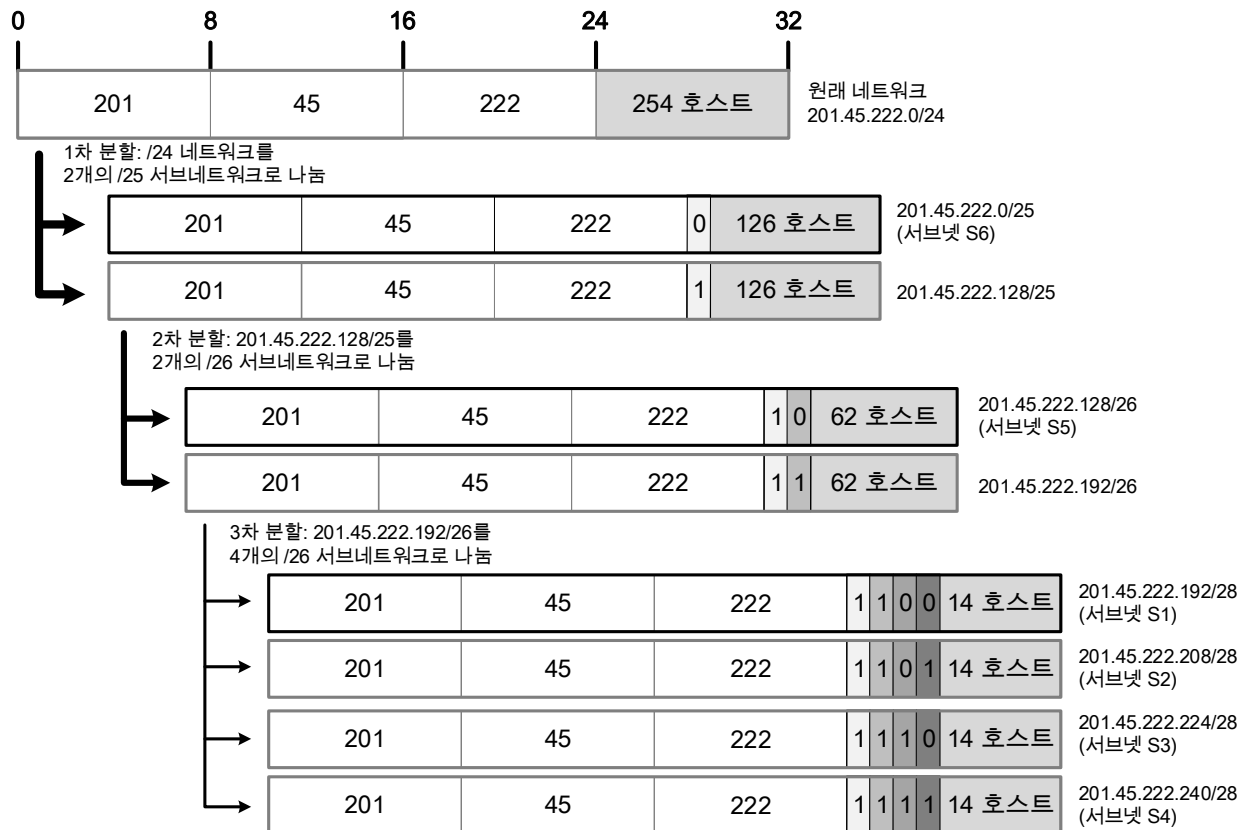 0 8 16 24 32
201 45 222 254 호스트
원래 네트워크
201.45.222.0/24
1차 분할: /24 네트워크를
2개의 /25 서브네트워크로 나눔
201 45 222 0 126 호스트
201.45.222.0/25
(서브넷 S6)
201 45 222 1 126 호스트
201.45.222.128/25
2차 분할: 201.45.222.128/25를
2개의 /26 서브네트워크로 나눔
201 45 222 1 0 62 호스트
201.45.222.128/26
(서브넷 S5)
201 45 222 1 1 62 호스트
201.45.222.192/26
3차 분할: 201.45.222.192/26를
4개의 /26 서브네트워크로 나눔
201 45 222 1 1 0 0 14 호스트
201.45.222.192/28
(서브넷 S1)
201 45 222 1 1 0 1 14 호스트
201.45.222.208/28
(서브넷 S2)
201 45 222 1 1 1 0 14 호스트
201.45.222.224/28
(서브넷 S3)
201 45 222 1 1 1 1 14 호스트
201.45.222.240/28
(서브넷 S4)